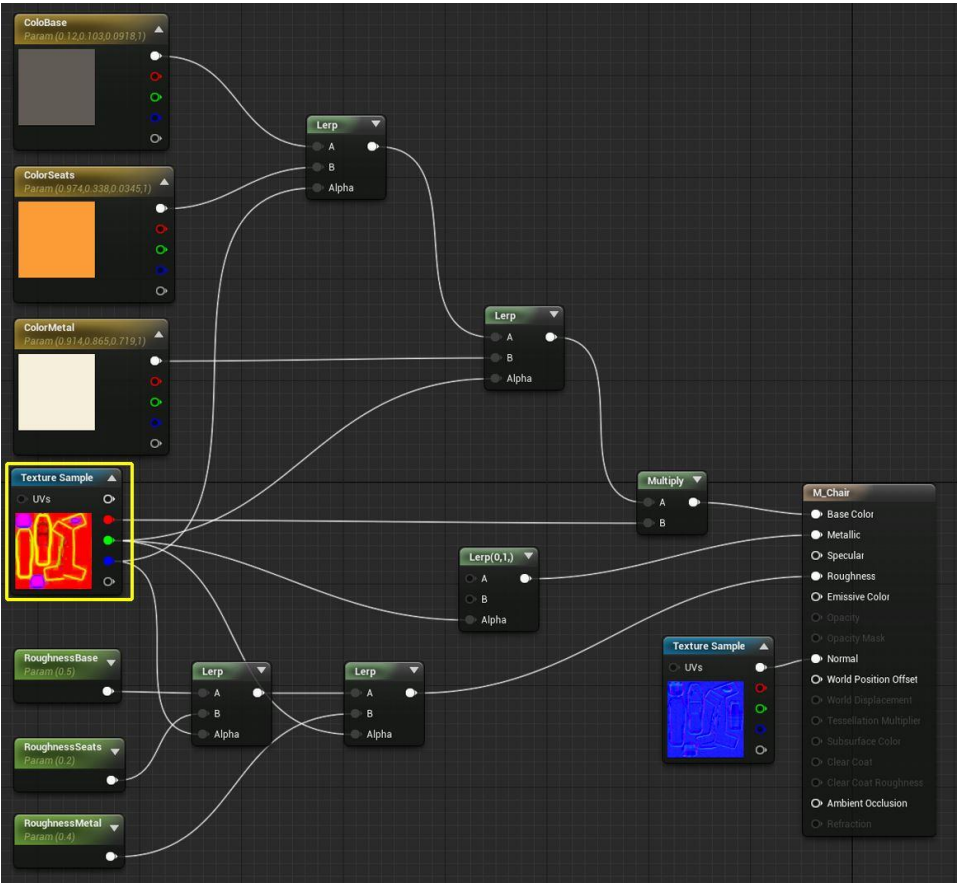 ColoBase
Param (0.12,0.103,0.0918,1)
Lerp
A
B
Alpha
ColorSeats
Param (0.974,0.338,0.0345,1)
ColorMetal
Param (0.914,0.865,0.719,1)
Lerp
A
B
Alpha
Texture Sample
UVs
Multiply
A
B
Lerp(0,1,)
A
B
Alpha
RoughnessBase
Param (0.5)
RoughnessSeats
Param (0.2)
RoughnessMetal
Param (0.4)
Lerp
A
B
Alpha
Lerp
A
B
Alpha
Texture Sample
UVs
M_Chair
Base Color
Metallic
Specular
Roughness
Emissive Color
Opacity
Opacity Mask
Normal
World Position Offset
World Displacement
Tessellation Multiplier
Subsurface Color
Clear Coat
Clear Coat Roughness
Ambient Occlusion
Refraction